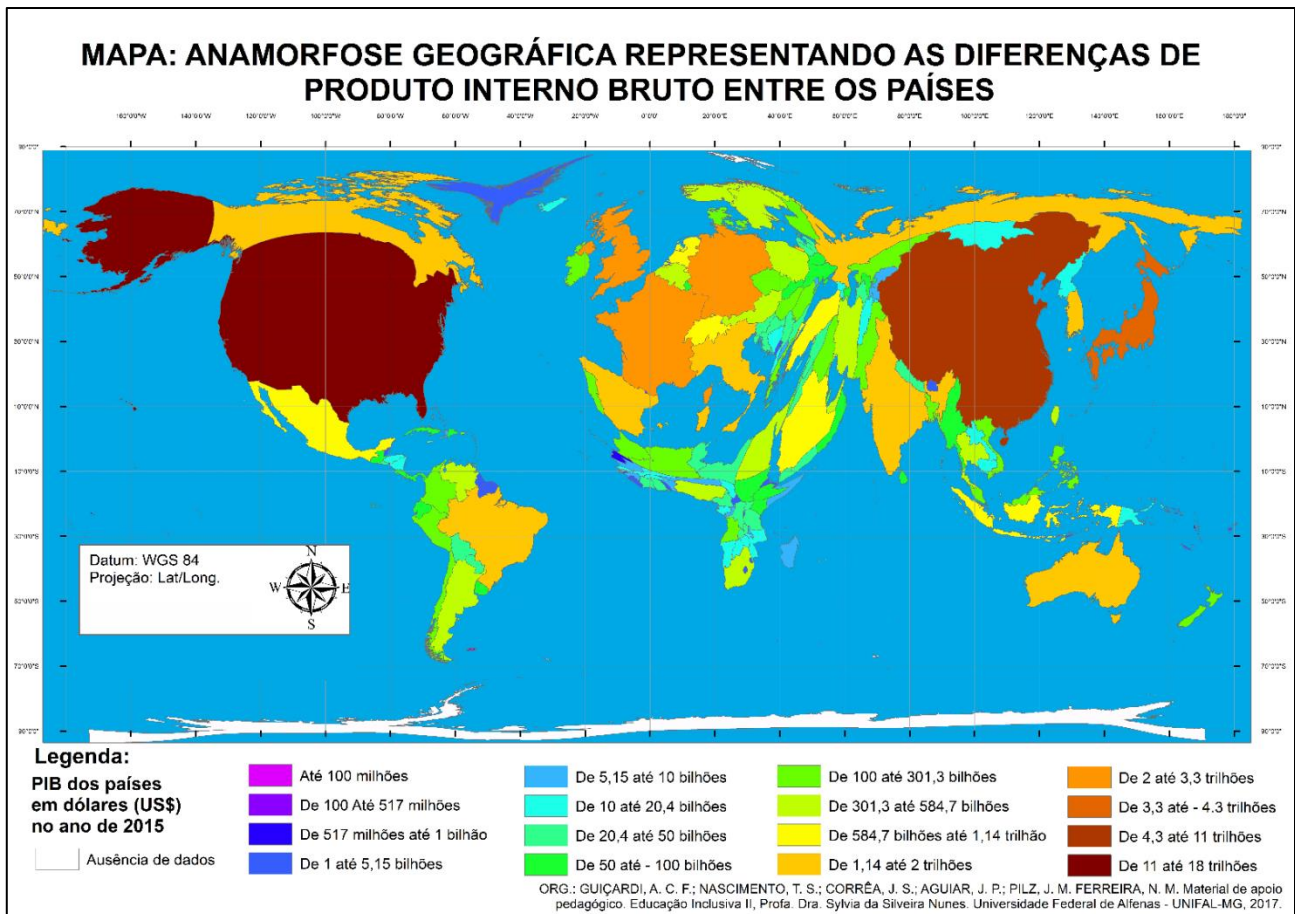 MAPA: ANAMORFOSE GEOGRÁFICA REPRESENTANDO AS DIFERENÇAS DE
PRODUTO INTERNO BRUTO ENTRE OS PAÍSES
Datum: WGS 84
Projeção: Lat/Long.
N
W
E
S
Legenda:
PIB dos países
em dólares (US$)
no ano de 2015
Ausência de dados
Até 100 milhões
De 100 Até 517 milhões
De 517 milhões até 1 bilhão
De 1 até 5,15 bilhões
De 5,15 até 10 bilhões
De 10 até 20,4 bilhões
De 20,4 até 50 bilhões
De 50 até - 100 bilhões
De 100 até 301,3 bilhões
De 301,3 até 584,7 bilhões
De 584,7 bilhões até 1,14 trilhão
De 1,14 até 2 trilhões
De 2 até 3,3 trilhões
De 3,3 até - 4.3 trilhões
De 4,3 até 11 trilhões
De 11 até 18 trilhões
ORG.: GUIÇARDI, A. C. F.; NASCIMENTO, T. S.; CORRÊA, J. S.; AGUIAR, J. P.; PILZ, J. M. FERREIRA, N. M. Material de apoio
pedagógico. Educação Inclusiva II, Profa. Dra. Sylvia da Silveira Nunes. Universidade Federal de Alfenas - UNIFAL-MG, 2017.